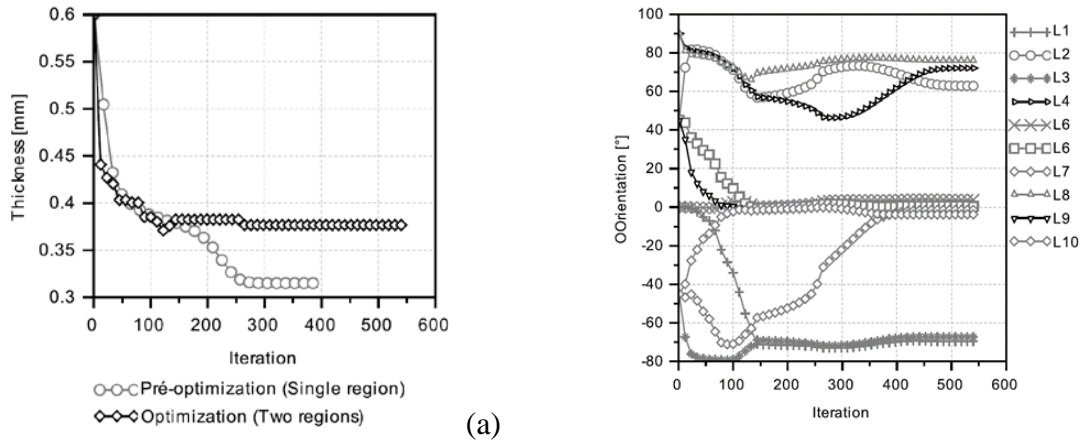 0.6
0.5
0.45
0.4
0.35
0.3
Thickness [mm]
0 100 200 300 400 500 600
Iteration
Pré-optimization (Single region)
Optimization (Two regions)
(a)
100
80
60
40
20
0
-20
-40
-60
-80
OOrientation [°]
0 100 200 300 400 500 600
Iteration
L1
L2
L3
L4
L6
L6
L7
L8
L9
L10